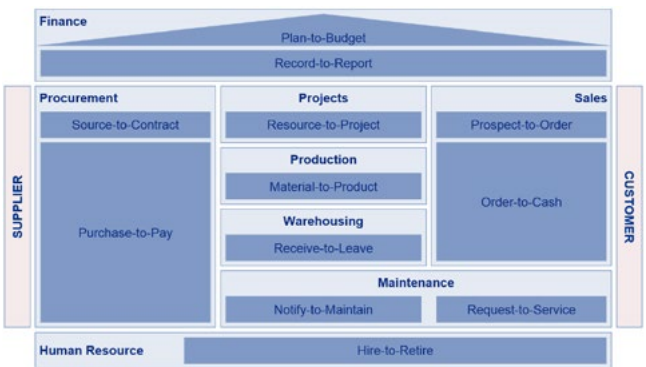 Finance
Plan-to-Budget
Record-to-Report
SUPPLIER
Procurement
Source-to-Contract
Purchase-to-Pay
Projects
Resource-to-Project
Production
Material-to-Product
Warehousing
Receive-to-Leave
Sales
Prospect-to-Order
Order-to-Cash
Maintenance
Notify-to-Maintain
Request-to-Service
CUSTOMER
Human Resource
Hire-to-Retire